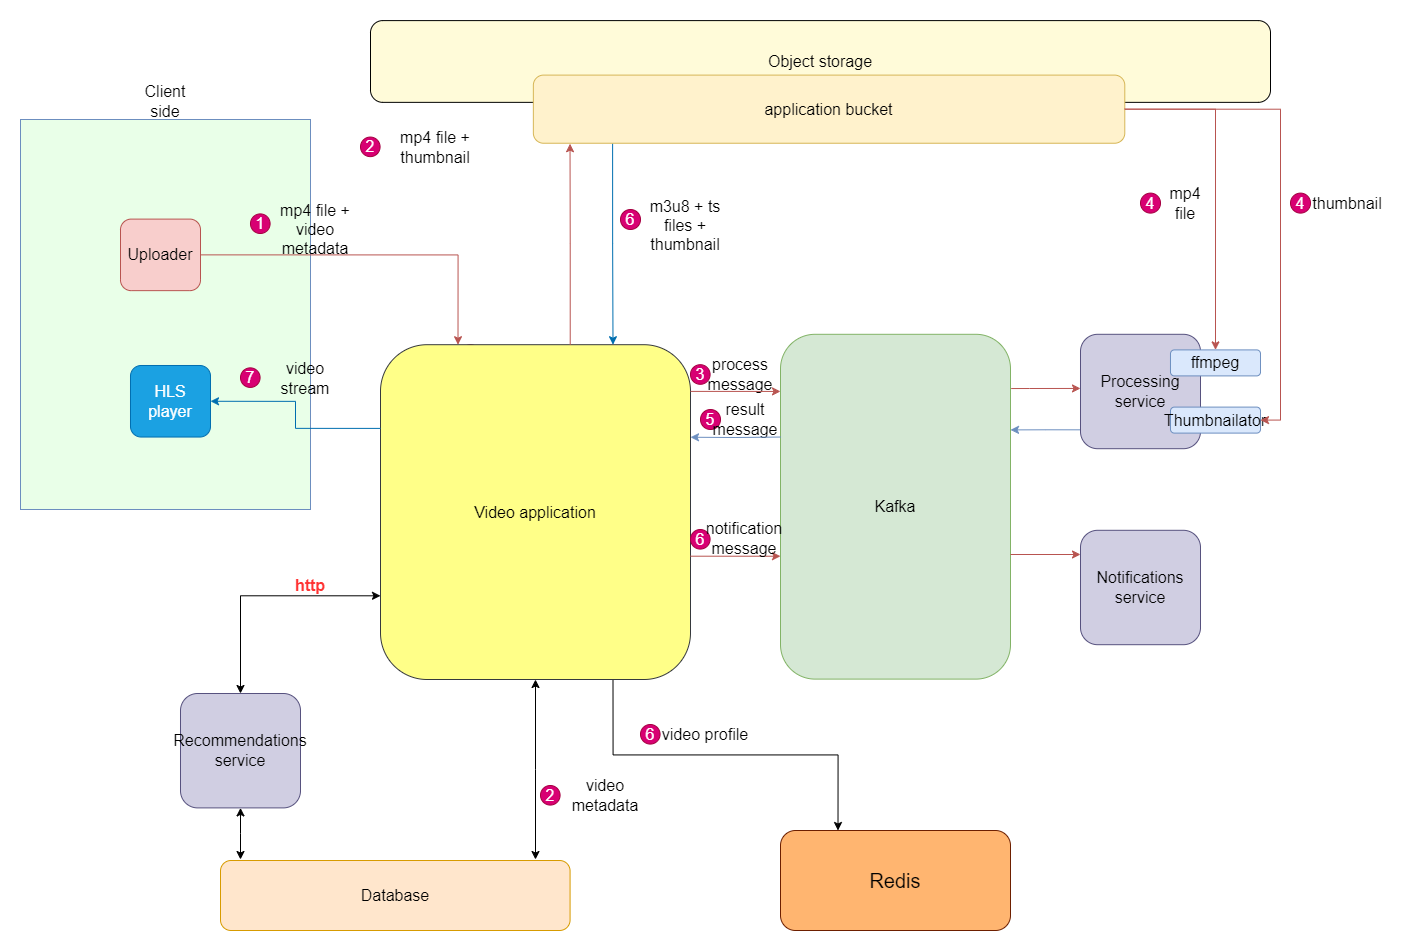 Object storage
application bucket
Client
side
2
mp4 file +
thumbnail
1
mp4 file +
video
metadata
Uploader
6
m3u8 + ts
files +
thumbnail
4
mp4
file
4
thumbnail
7
video
stream
HLS
player
3
process
message
5
result
message
Processing
service
ffmpeg
Thumbnailator
Video application
Kafka
6
notification
message
Notifications
service
http
Recommendations
service
6
video profile
2
video
metadata
Database
Redis